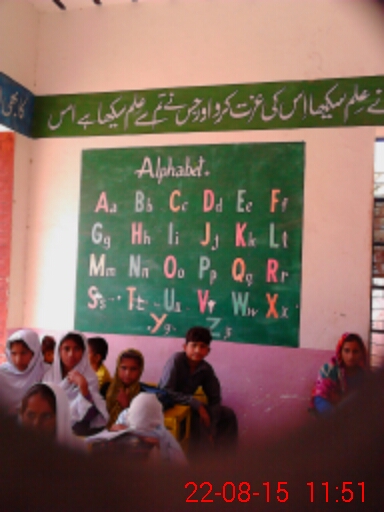 نے علم سیکھا اس کی عزت کرو اور جس نے تم سے علم سیکھا ہے اس
Alphabet.
Aa Bb Cc Dd Ee Ff
Gg Hh Ii Jj Kk Lt
Mm Nn Oo Pp Qq Rr
Ss Tt Uu Vv Ww Xx
Yy Zz
22-08-15 11:51